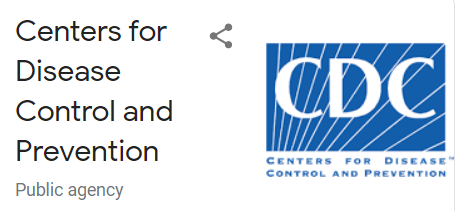 Centers for
Disease
Control and
Prevention
Public agency
CDC
CENTERS FOR DISEASE™
CONTROL AND PREVENTION